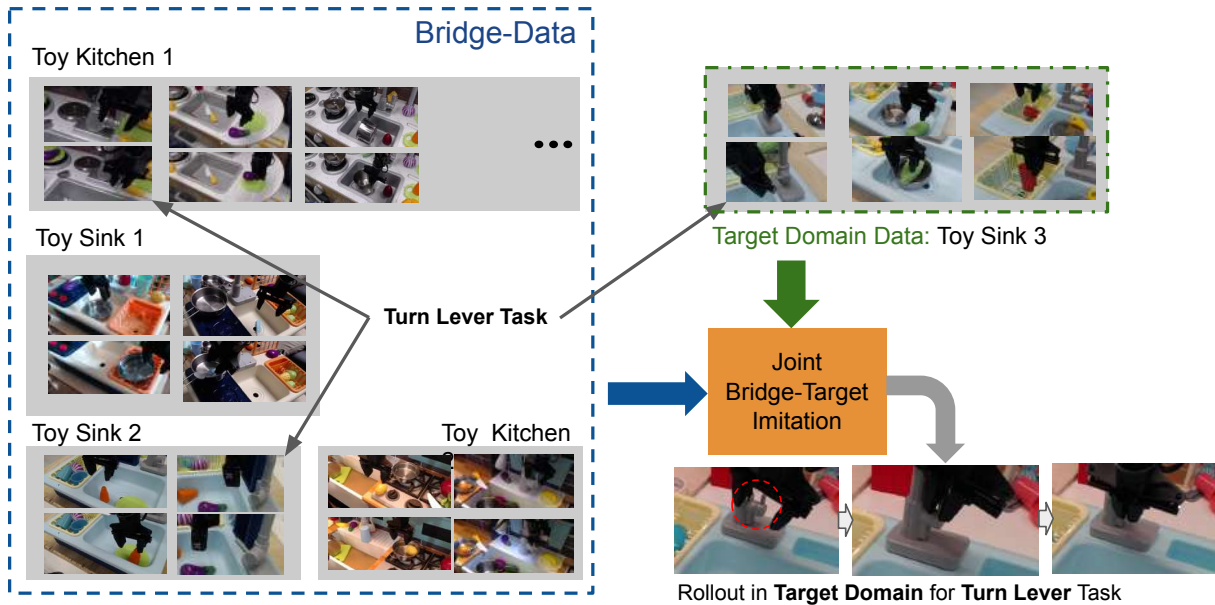 Bridge-Data
Toy Kitchen 1
...
Toy Sink 1
Turn Lever Task
Toy Sink 2
Toy Kitchen
Target Domain Data: Toy Sink 3
Joint
Bridge-Target
Imitation
Rollout in Target Domain for Turn Lever Task